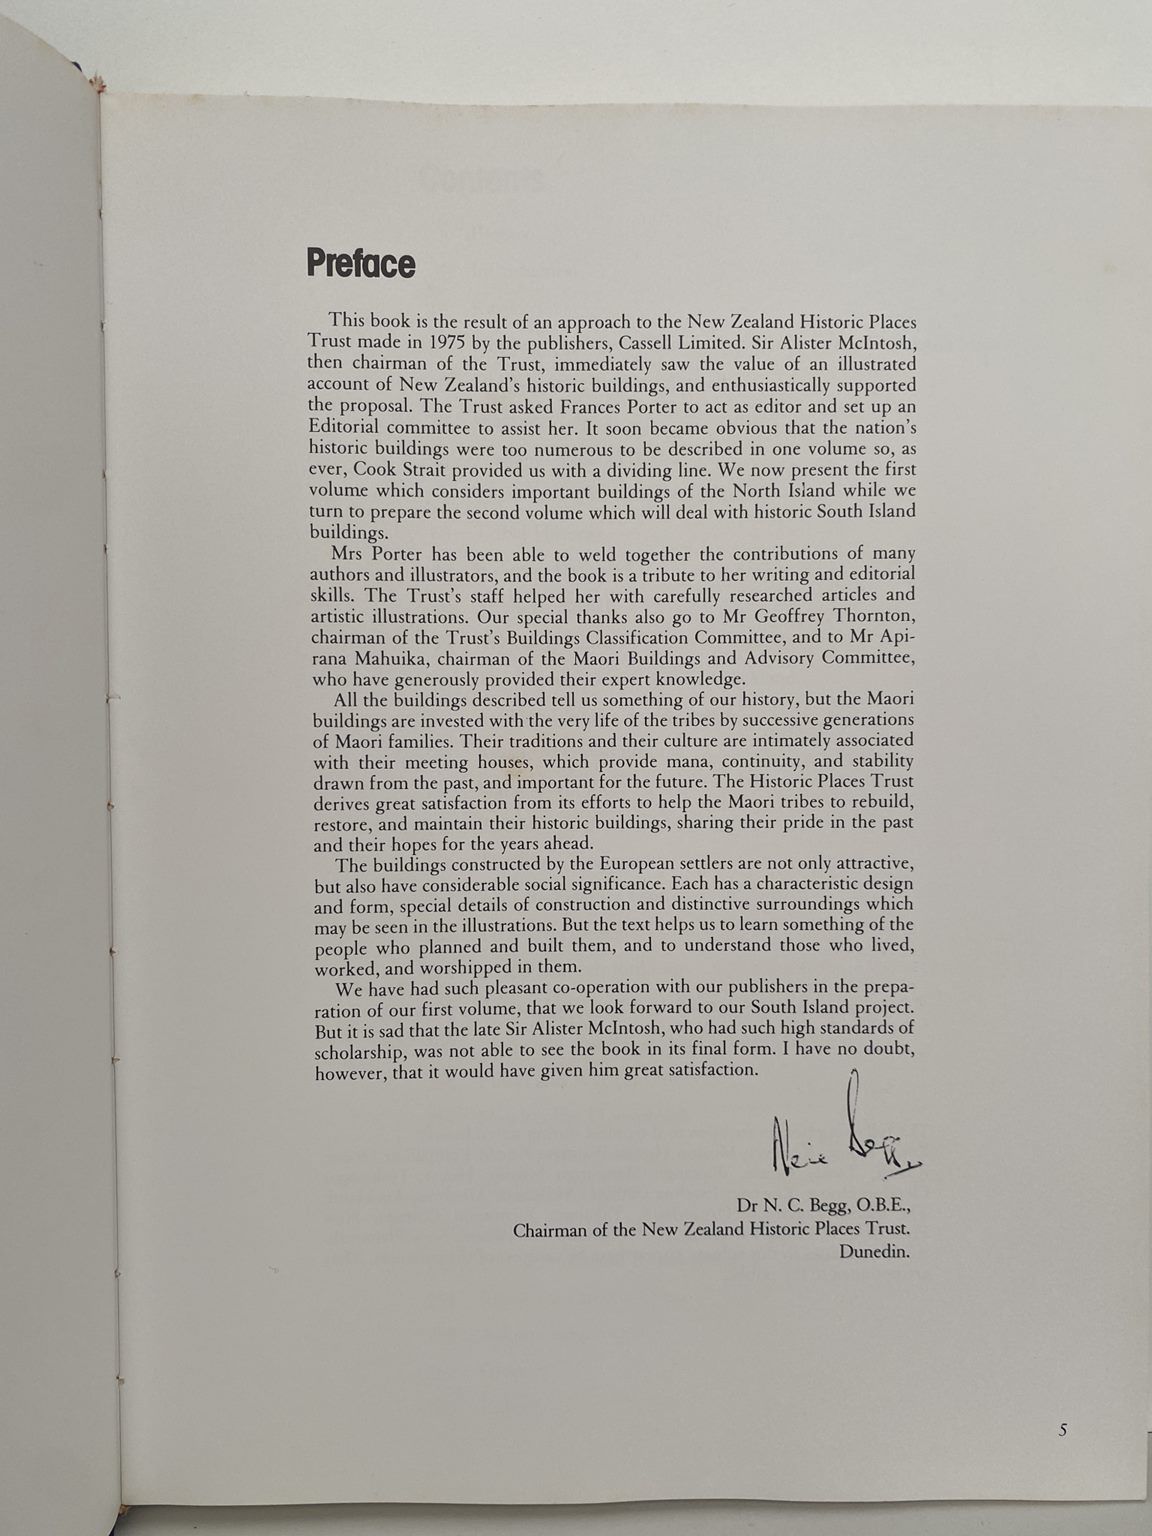 Preface
This book is the result of an approach to the New Zealand Historic Places
Trust made in 1975 by the publishers, Cassell Limited. Sir Alister McIntosh,
then chairman of the Trust, immediately saw the value of an illustrated
account of New Zealand's historic buildings, and enthusiastically supported
the proposal. The Trust asked Frances Porter to act as editor and set up an
Editorial committee to assist her. It soon became obvious that the nation's
historic buildings were too numerous to be described in one volume so, as
ever, Cook Strait provided us with a dividing line. We now present the first
volume which considers important buildings of the North Island while we
turn to prepare the second volume which will deal with historic South Island
buildings.
Mrs Porter has been able to weld together the contributions of many
authors and illustrators, and the book is a tribute to her writing and editorial
skills. The Trust's staff helped her with carefully researched articles and
artistic illustrations. Our special thanks also go to Mr Geoffrey Thornton,
chairman of the Trust's Buildings Classification Committee, and to Mr Api-
rana Mahuika, chairman of the Maori Buildings and Advisory Committee,
who have generously provided their expert knowledge.
All the buildings described tell us something of our history, but the Maori
buildings are invested with the very life of the tribes by successive generations
of Maori families. Their traditions and their culture are intimately associated
with their meeting houses, which provide mana, continuity, and stability
drawn from the past, and important for the future. The Historic Places Trust
derives great satisfaction from its efforts to help the Maori tribes to rebuild,
restore, and maintain their historic buildings, sharing their pride in the past
and their hopes for the years ahead.
The buildings constructed by the European settlers are not only attractive,
but also have considerable social significance. Each has a characteristic design
and form, special details of construction and distinctive surroundings which
may be seen in the illustrations. But the text helps us to learn something of the
people who planned and built them, and to understand those who lived,
worked, and worshipped in them.
We have had such pleasant co-operation with our publishers in the prepa-
ration of our first volume, that we look forward to our South Island project.
But it is sad that the late Sir Alister McIntosh, who had such high standards of
scholarship, was not able to see the book in its final form. I have no doubt,
however, that it would have given him great satisfaction.
Neil Begg
Dr N. C. Begg, O.B.E.,
Chairman of the New Zealand Historic Places Trust.
Dunedin.
5